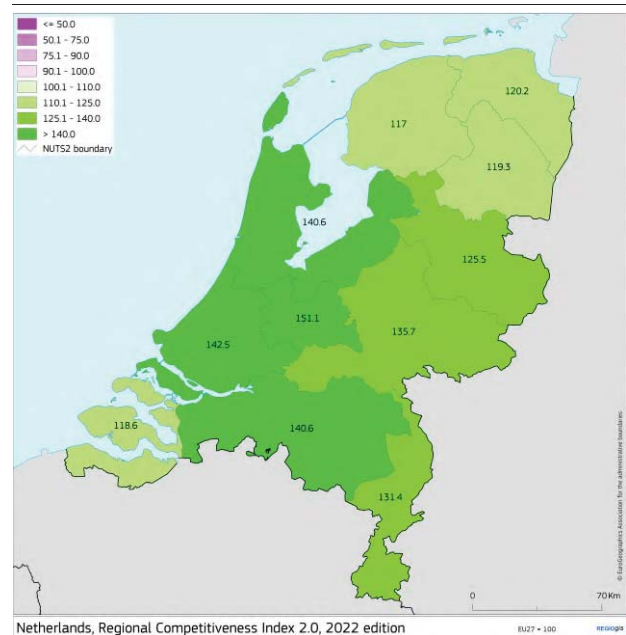 <= 50.0
50.1 - 75.0
75.1 - 90.0
90.1 - 100.0
100.1 - 110.0
110.1 - 125.0
125.1 - 140.0
> 140.0
NUTS2 boundary
120.2
117
119.3
140.6
125.5
151.1
135.7
142.5
118.6
140.6
131.4
© EuroGeographics Association for the administrative boundaries
0 70 Km
Netherlands, Regional Competitiveness Index 2.0, 2022 edition
EU27 = 100
REGIOgis